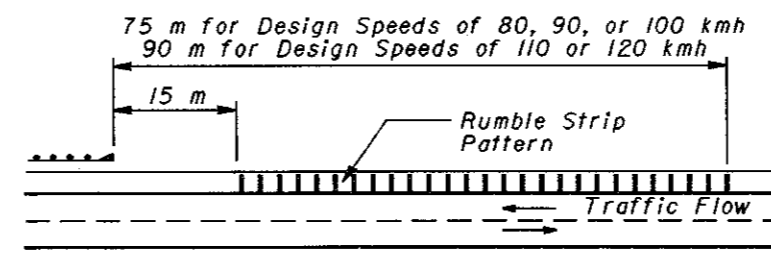 75 m for Design Speeds of 80, 90, or 100 kmh
90 m for Design Speeds of 110 or 120 kmh
15 m
Rumble Strip
Pattern
Traffic Flow